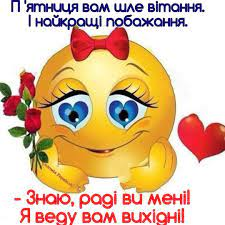 П 'ятниця вам шле вітання.
І найкращі побажання.
- Знаю, раді ви мені!
Я веду вам вихідні!